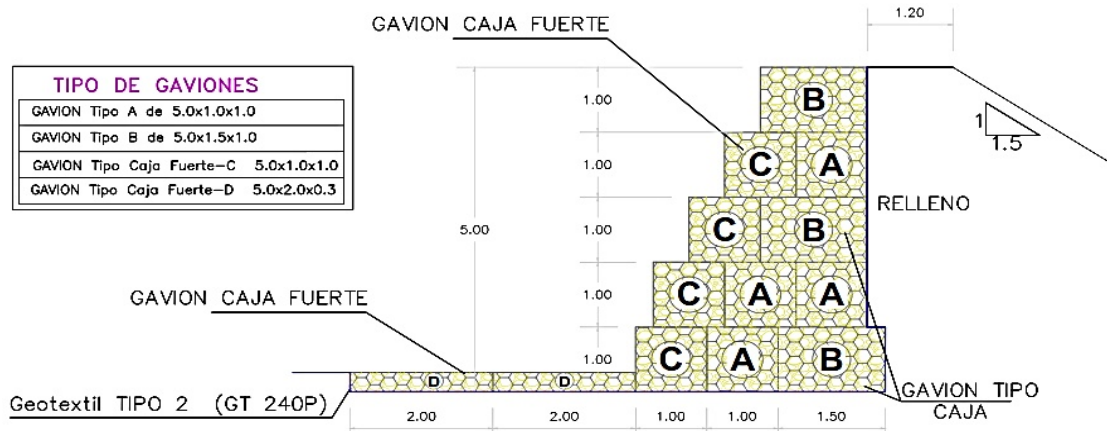 GAVION CAJA FUERTE
1.20
TIPO DE GAVIONES
GAVION Tipo A de 5.0x1.0x1.0
GAVION Tipo B de 5.0x1.5x1.0
GAVION Tipo Caja Fuerte-C 5.0x1.0x1.0
GAVION Tipo Caja Fuerte-D 5.0x2.0x0.3
1.00
B
1
1.5
1.00
C A
RELLENO
5.00
1.00
C B
GAVION CAJA FUERTE
1.00
C A A
1.00
C A B
D D
GAVION TIPO
CAJA
Geotextil TIPO 2 (GT 240P)
2.00 2.00 1.00 1.00 1.50